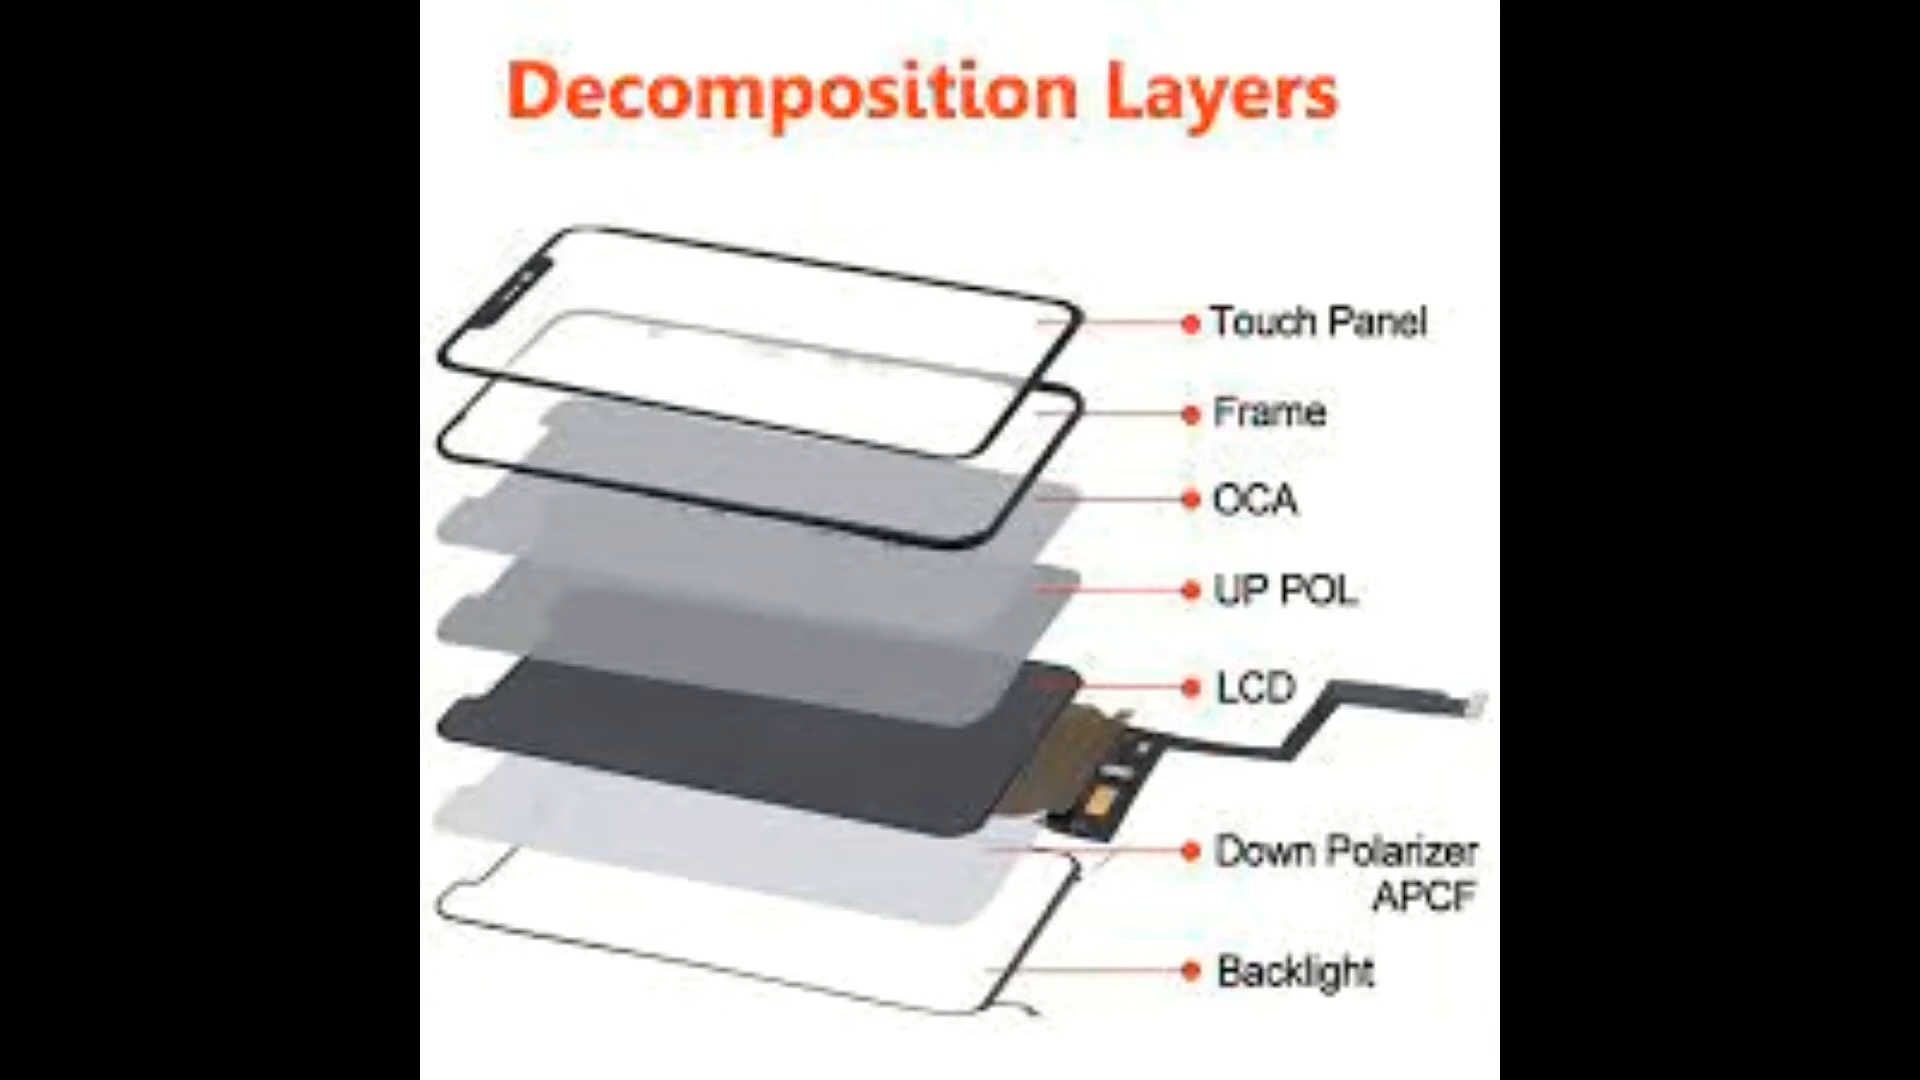 Decomposition Layers
Touch Panel
Frame
OCA
UP POL
LCD
Down Polarizer
APCF
Backlight